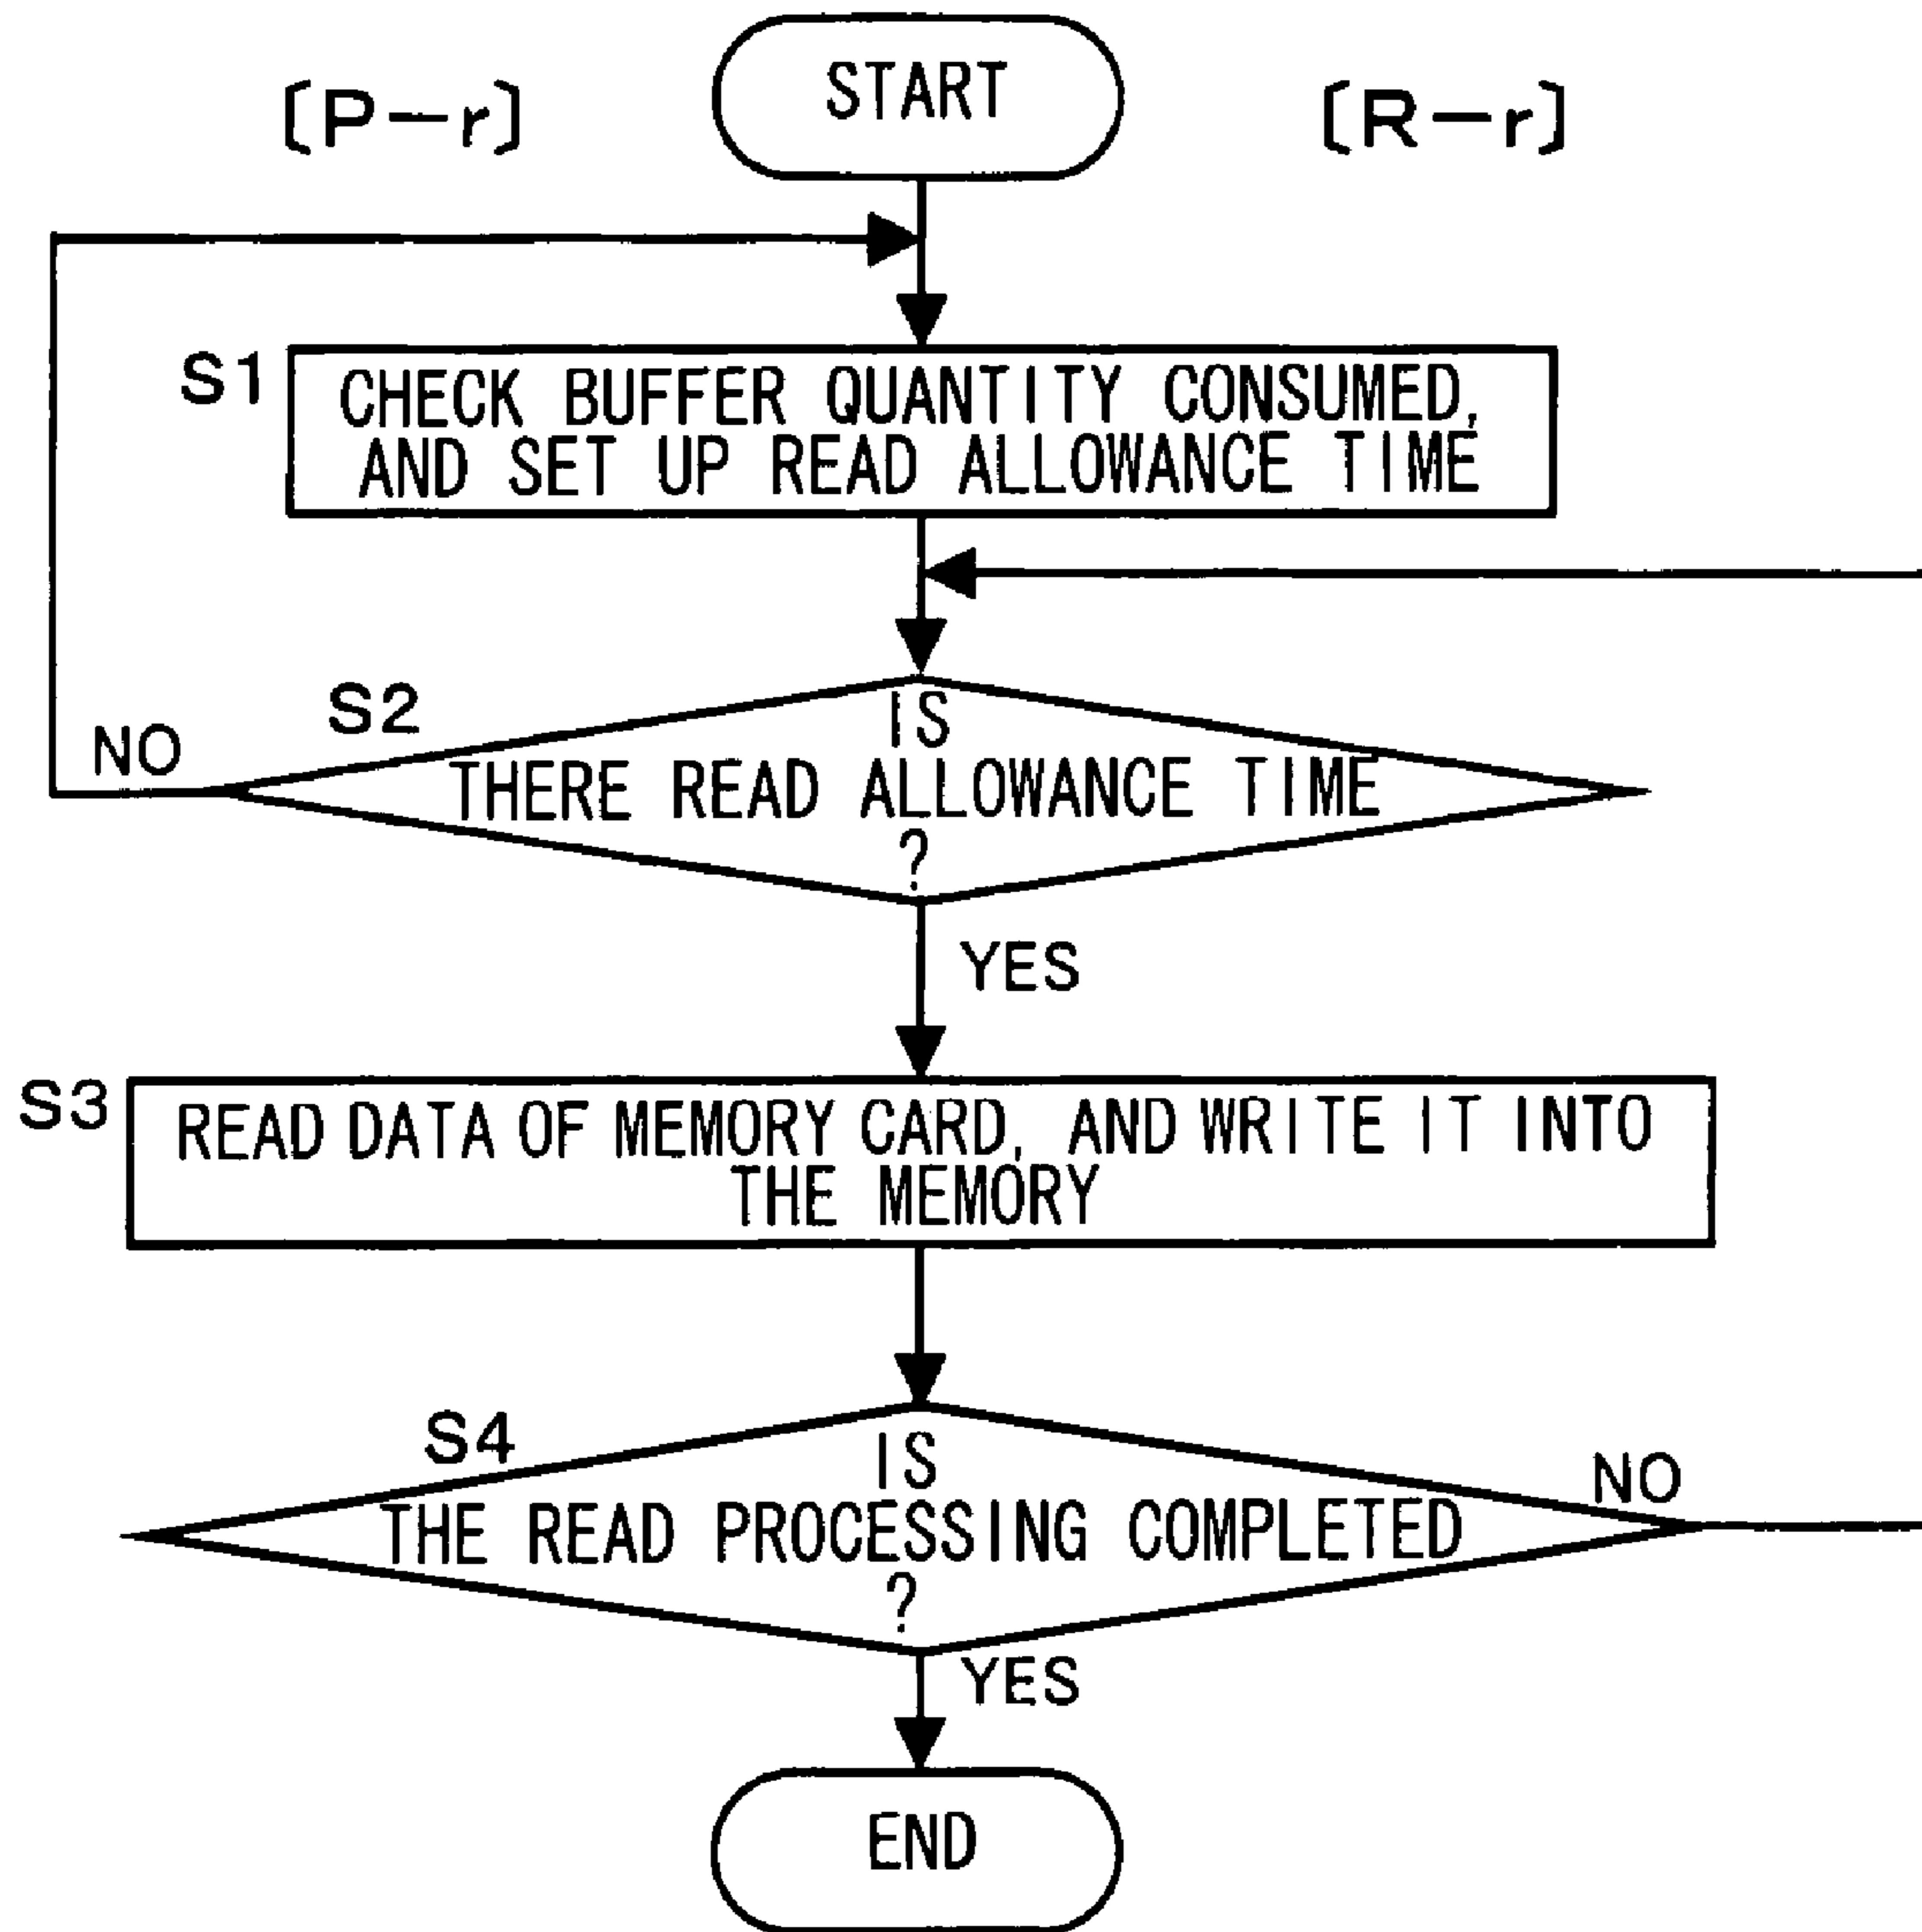 START
[P-r]
[R-r]
S1
CHECK BUFFER QUANTITY CONSUMED,
AND SET UP READ ALLOWANCE TIME
S2
NO
IS
THERE READ ALLOWANCE TIME
?
YES
S3
READ DATA OF MEMORY CARD, AND WRITE IT INTO
THE MEMORY
S4
IS
THE READ PROCESSING COMPLETED
?
NO
YES
END